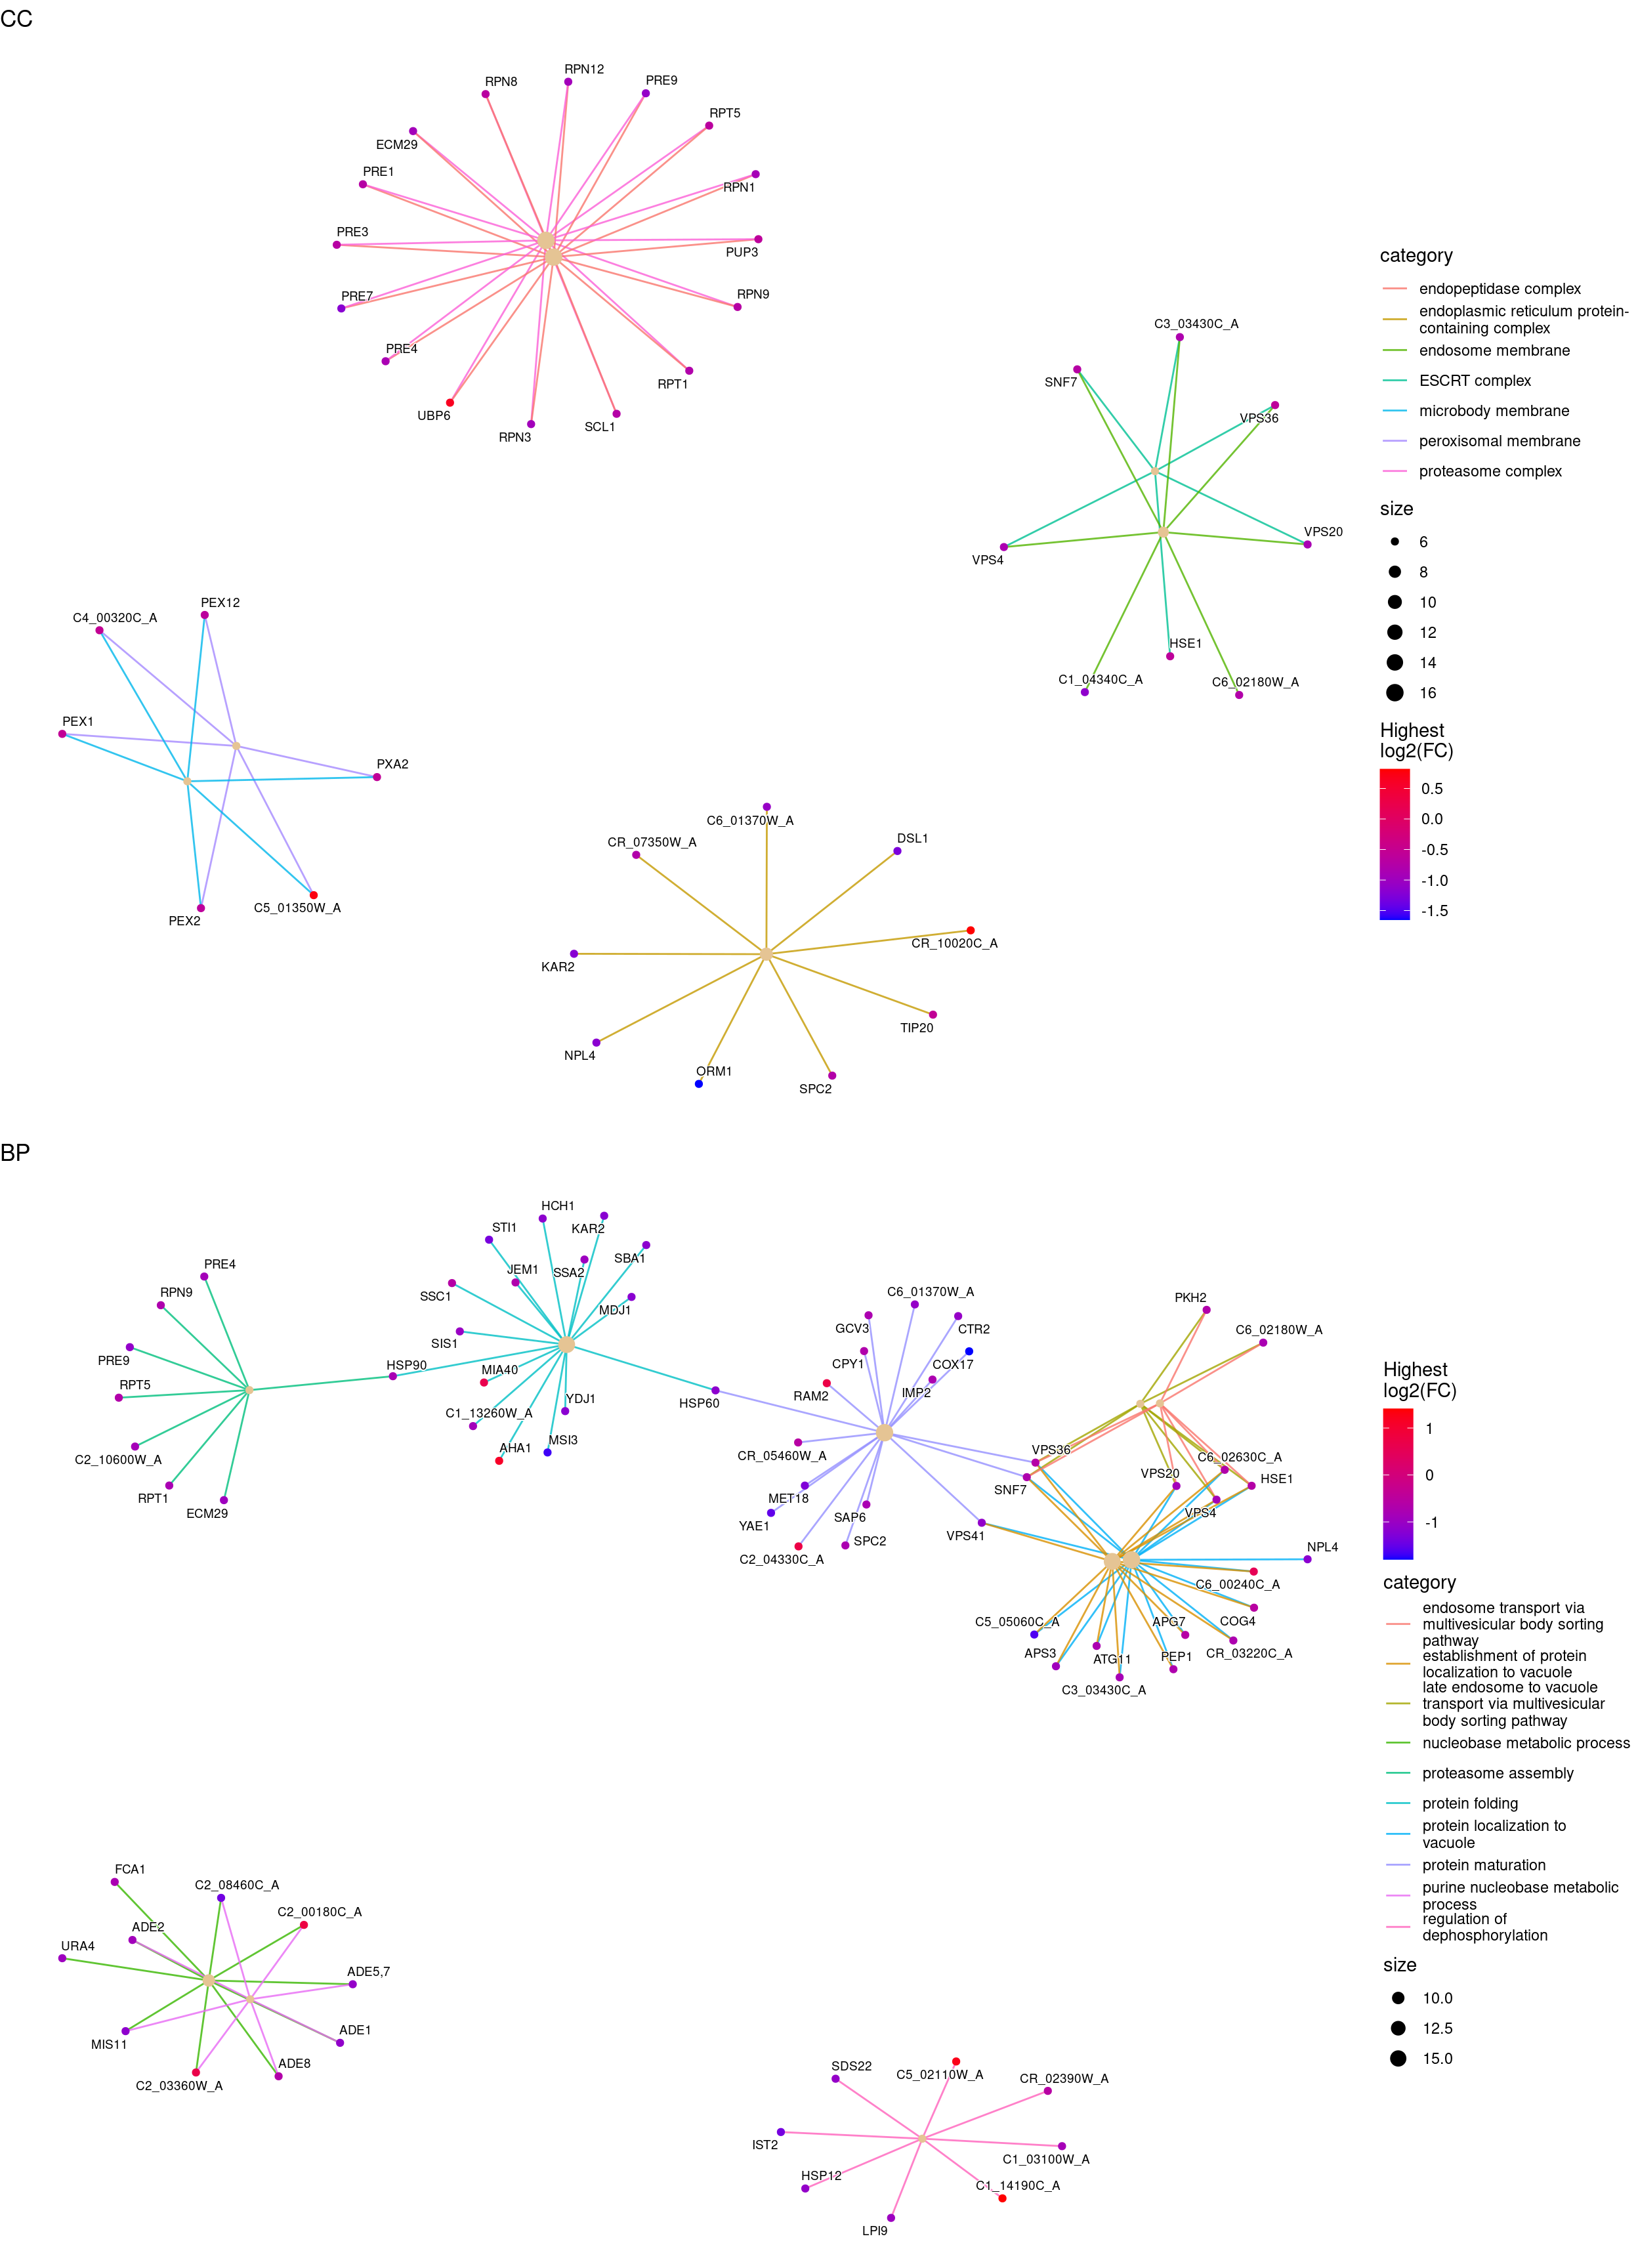 CC
RPN12
RPN8
PRE9
RPT5
ECM29
PRE1
RPN1
PRE3
PUP3
PRE7
RPN9
PRE4
RPT1
UBP6
SCL1
RPN3
C3_03430C_A
SNF7
VPS36
VPS20
VPS4
HSE1
C1_04340C_A
C6_02180W_A
PEX12
C4_00320C_A
PEX1
PXA2
PEX2
C5_01350W_A
C6_01370W_A
CR_07350W_A
DSL1
CR_10020C_A
KAR2
TIP20
NPL4
ORM1
SPC2
category
endopeptidase complex
endoplasmic reticulum protein-
containing complex
endosome membrane
ESCRT complex
microbody membrane
peroxisomal membrane
proteasome complex
size
6
8
10
12
14
16
Highest
log2(FC)
0.5
0.0
-0.5
-1.0
-1.5
BP
HCH1
STI1
KAR2
SBA1
PRE4
JEM1
SSA2
RPN9
SSC1
MDJ1
PRE9
SIS1
HSP90
MIA40
RPT5
YDJ1
C1_13260W_A
HSP60
AHA1
MSI3
C2_10600W_A
RPT1
ECM29
C6_01370W_A
GCV3
CTR2
CPY1
COX17
RAM2
IMP2
CR_05460W_A
MET18
YAE1
SAP6
SPC2
C2_04330C_A
PKH2
C6_02180W_A
VPS36
C6_02630C_A
VPS20
HSE1
SNF7
VPS4
VPS41
NPL4
C6_00240C_A
C5_05060C_A
APG7
COG4
APS3
ATG11
PEP1
CR_03220C_A
C3_03430C_A
FCA1
C2_08460C_A
C2_00180C_A
ADE2
URA4
ADE5,7
MIS11
ADE1
ADE8
C2_03360W_A
SDS22
C5_02110W_A
CR_02390W_A
IST2
C1_03100W_A
HSP12
C1_14190C_A
LPI9
Highest
log2(FC)
1
0
-1
category
endosome transport via
multivesicular body sorting
pathway
establishment of protein
localization to vacuole
late endosome to vacuole
transport via multivesicular
body sorting pathway
nucleobase metabolic process
proteasome assembly
protein folding
protein localization to
vacuole
protein maturation
purine nucleobase metabolic
process
regulation of
dephosphorylation
size
10.0
12.5
15.0